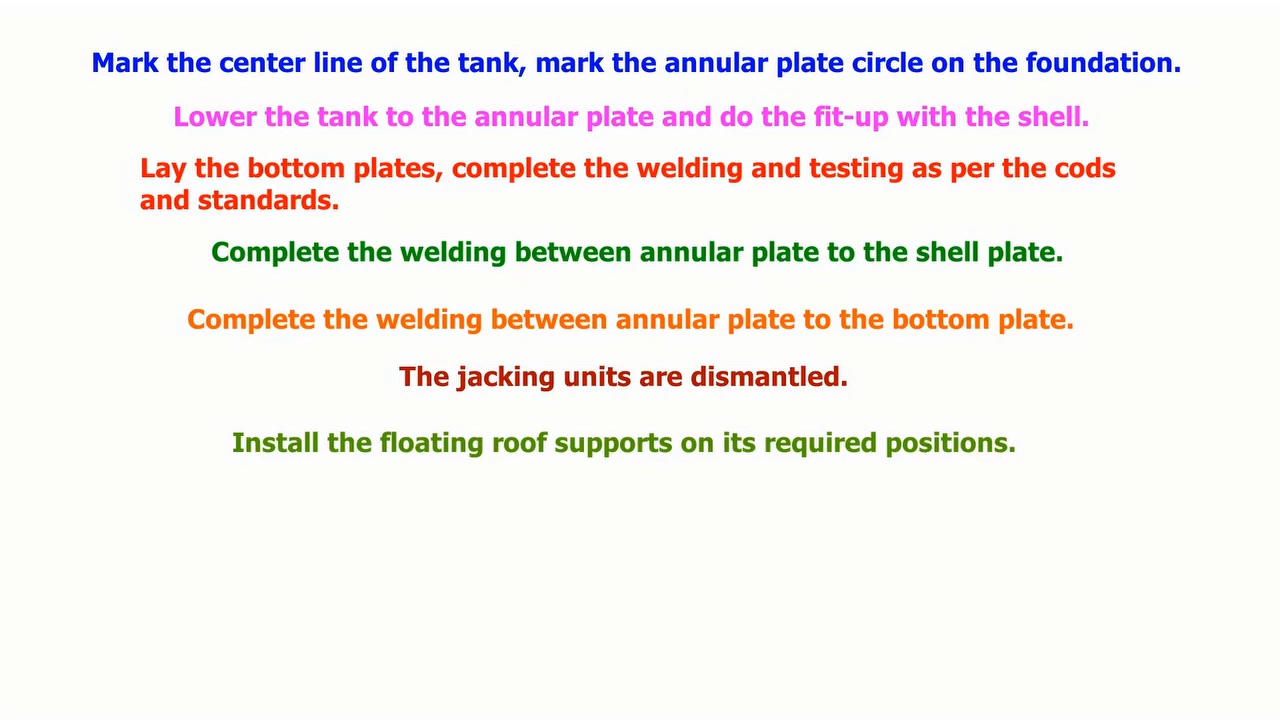 Mark the center line of the tank, mark the annular plate circle on the foundation.
Lower the tank to the annular plate and do the fit-up with the shell.
Lay the bottom plates, complete the welding and testing as per the cods
and standards.
Complete the welding between annular plate to the shell plate.
Complete the welding between annular plate to the bottom plate.
The jacking units are dismantled.
Install the floating roof supports on its required positions.